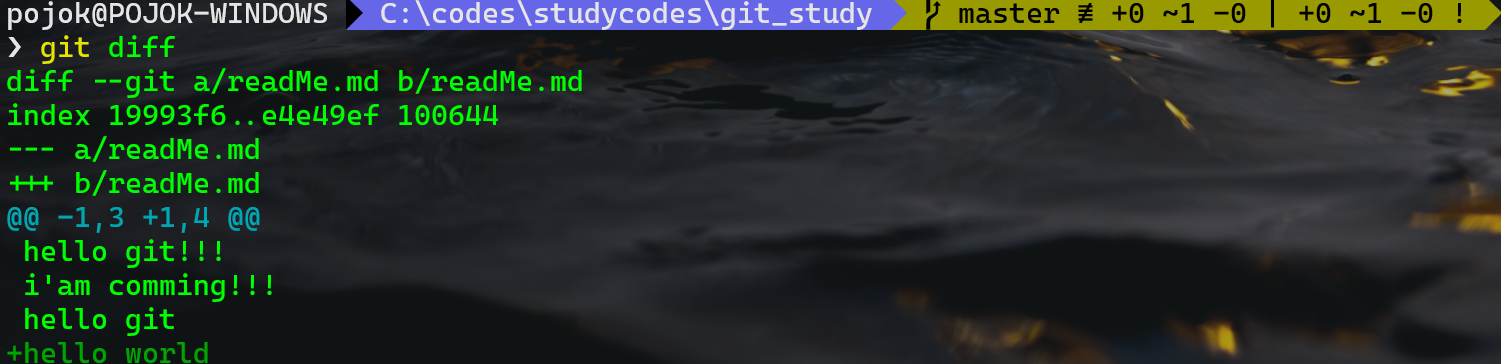 pojok@POJOK-WINDOWS C:\codes\studycodes\git_study master ≢ +0 ~1 -0 | +0 ~1 -0 !
❯ git diff
diff --git a/readMe.md b/readMe.md
index 19993f6..e4e49ef 100644
--- a/readMe.md
+++ b/readMe.md
@@ -1,3 +1,4 @@
 hello git!!!
 i'am comming!!!
 hello git
+hello world